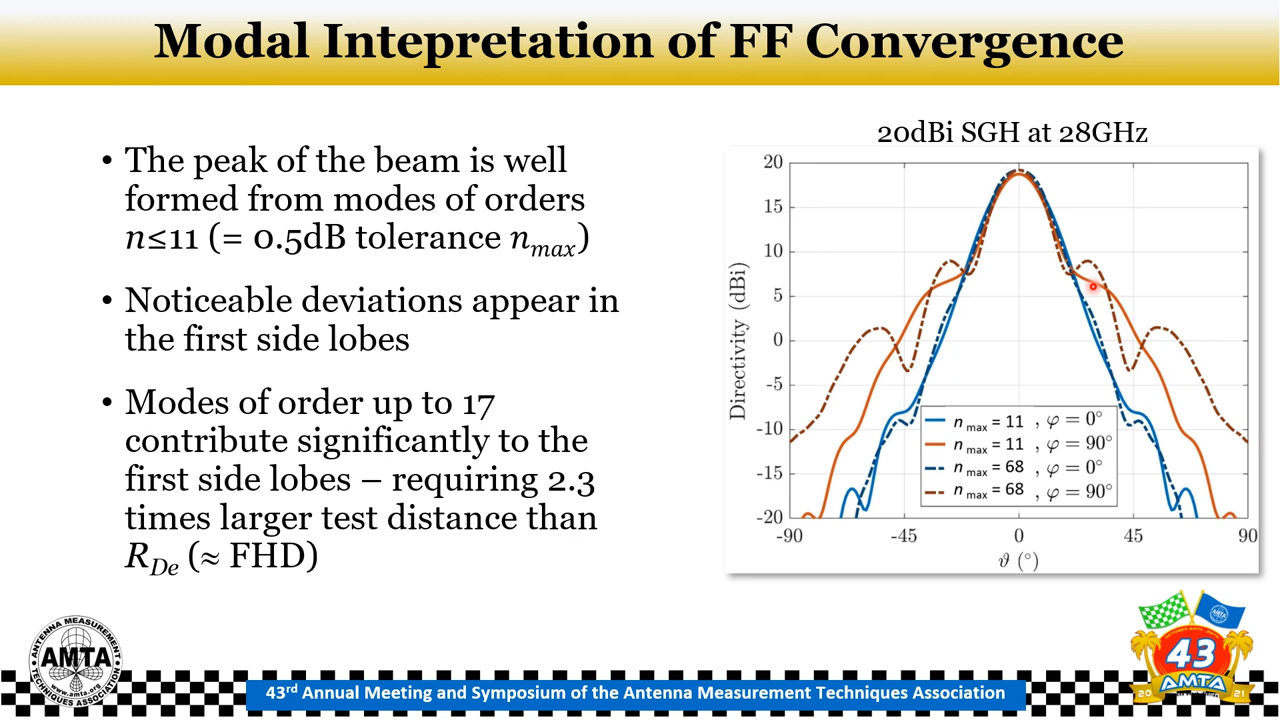 Modal Intepretation of FF Convergence
• The peak of the beam is well
formed from modes of orders
n≤11 (= 0.5dB tolerance nmax)
• Noticeable deviations appear in
the first side lobes
• Modes of order up to 17
contribute significantly to the
first side lobes – requiring 2.3
times larger test distance than
RDe (≈ FHD)
20dBi SGH at 28GHz
20
15
10
5
0
-5
-10
-15
-20
Directivity (dBi)
n max = 11 , φ = 0°
n max = 11 , φ = 90°
n max = 68 , φ = 0°
n max = 68 , φ = 90°
-90 -45 0 45 90
ϑ (°)
ANTENNA MEASUREMENT
AMTA
www.amta.org
TECHNIQUES ASSOCIATION
43rd Annual Meeting and Symposium of the Antenna Measurement Techniques Association
AMTA
43
20 AMTA 21